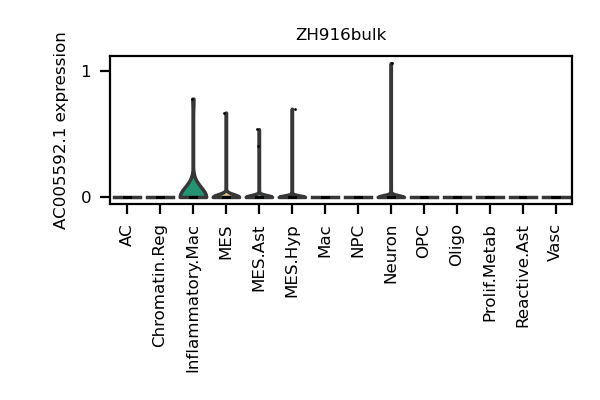 ZH916bulk
AC005592.1 expression
1
0
AC
Chromatin.Reg
Inflammatory.Mac
MES
MES.Ast
MES.Hyp
Mac
NPC
Neuron
OPC
Oligo
Prolif.Metab
Reactive.Ast
Vasc